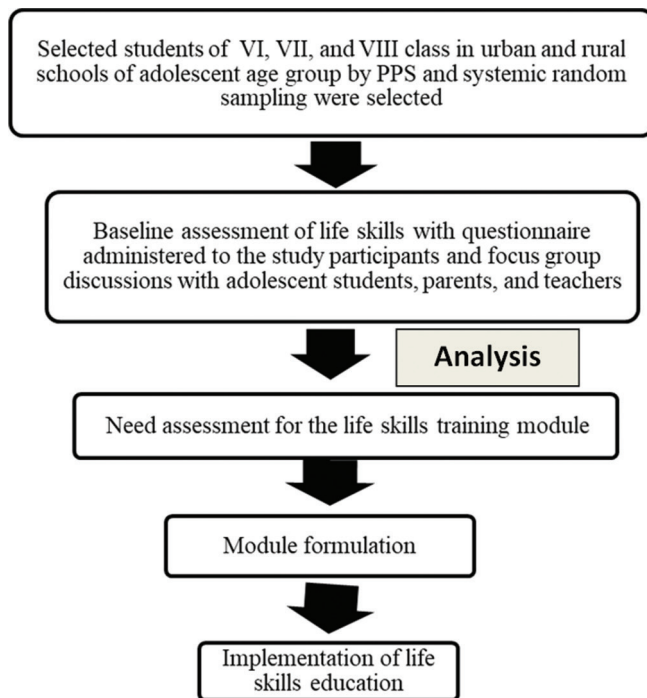 Selected students of VI, VII, and VIII class in urban and rural
schools of adolescent age group by PPS and systemic random
sampling were selected
Baseline assessment of life skills with questionnaire
administered to the study participants and focus group
discussions with adolescent students, parents, and teachers
Analysis
Need assessment for the life skills training module
Module formulation
Implementation of life
skills education